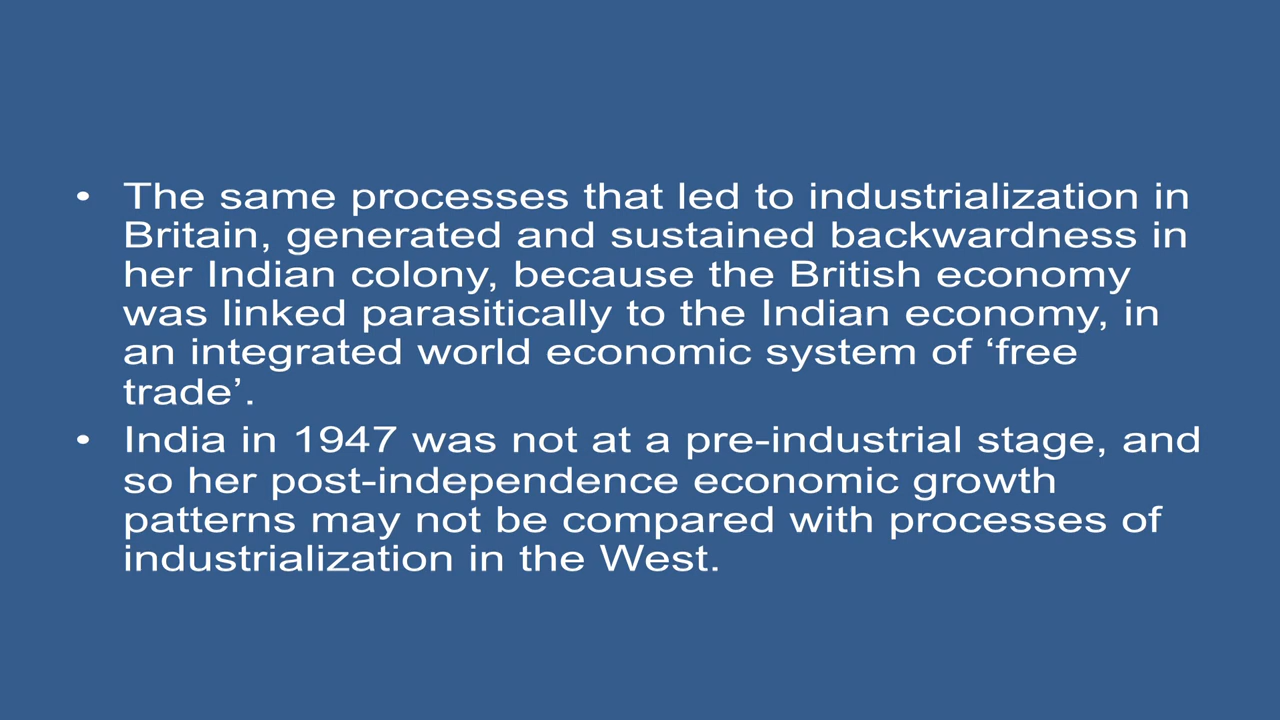 • The same processes that led to industrialization in
Britain, generated and sustained backwardness in
her Indian colony, because the British economy
was linked parasitically to the Indian economy, in
an integrated world economic system of ‘free
trade’.
• India in 1947 was not at a pre-industrial stage, and
so her post-independence economic growth
patterns may not be compared with processes of
industrialization in the West.